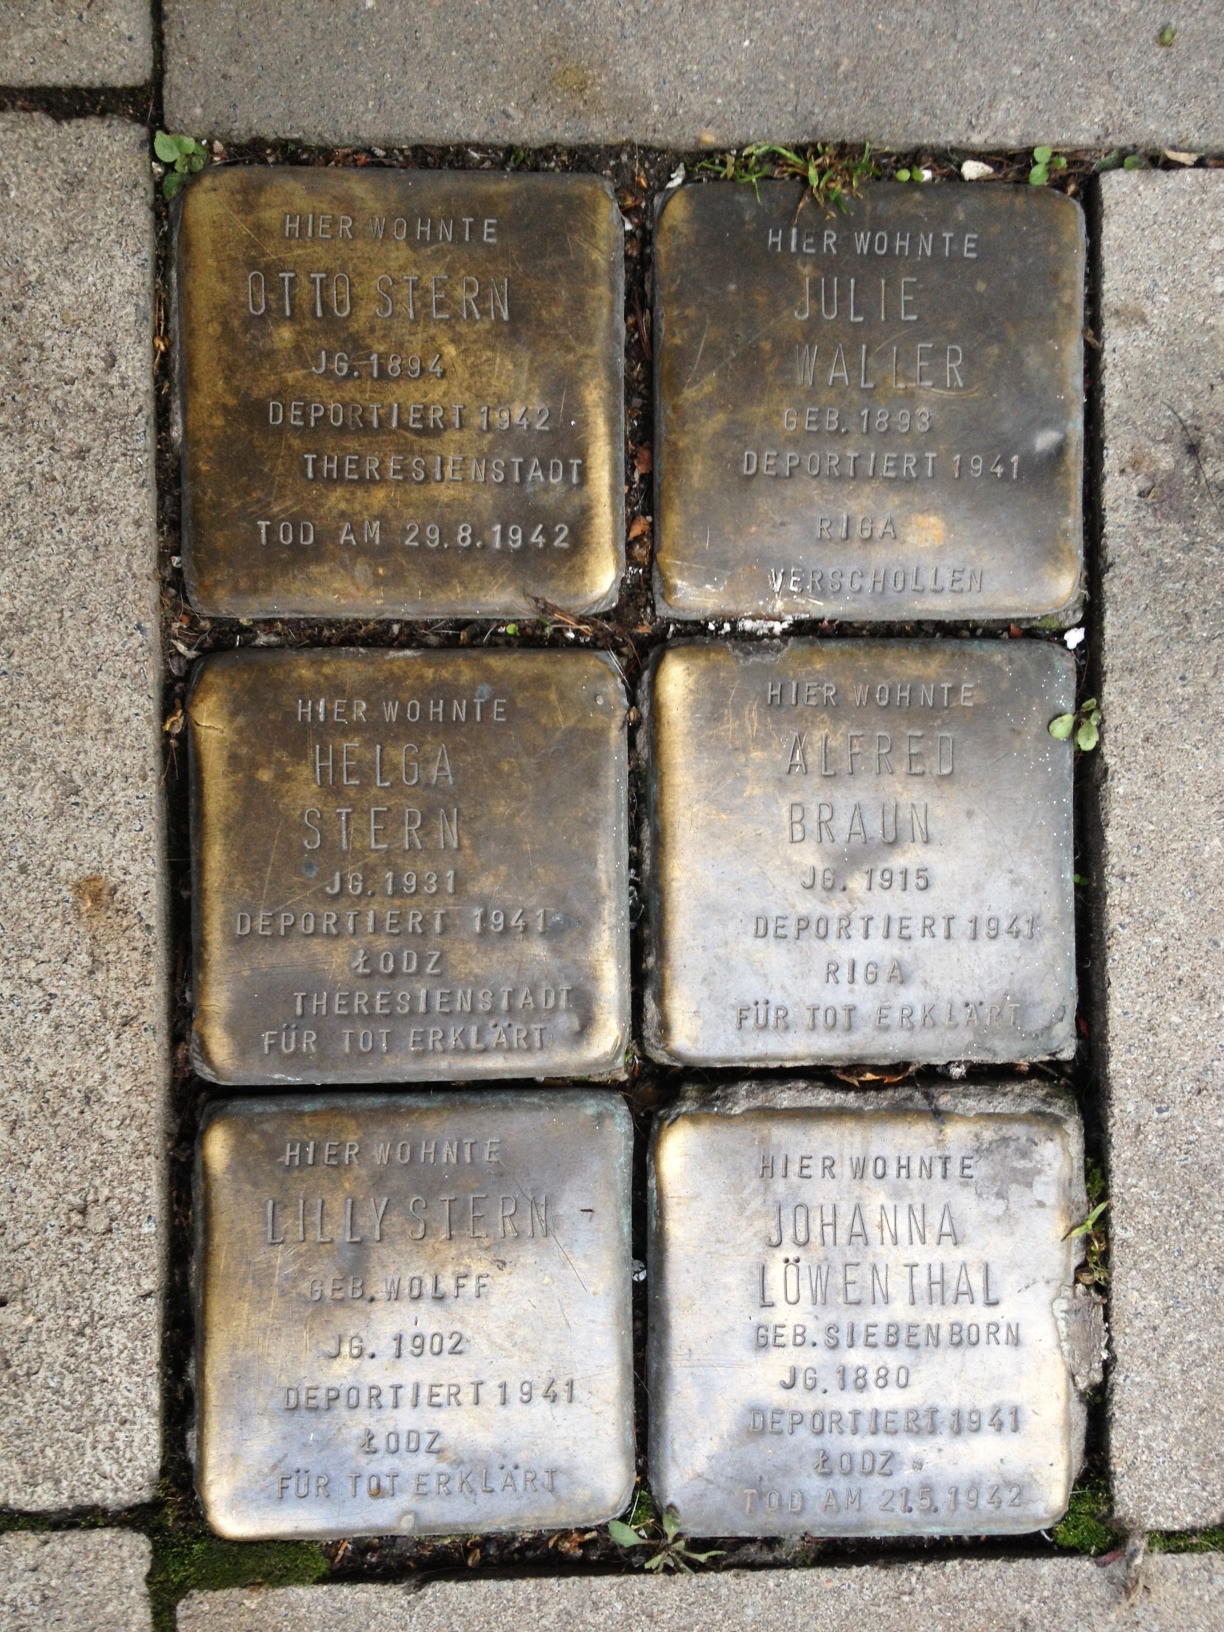 HIER WOHNTE
OTTO STERN
JG. 1894
DEPORTIERT 1942
THERESIENSTADT
TOD AM 29.8.1942
HIER WOHNTE
JULIE
WALLER
GEB. 1893
DEPORTIERT 1941
RIGA
VERSCHOLLEN
HIER WOHNTE
HELGA
STERN
JG. 1931
DEPORTIERT 1941
ŁODZ
THERESIENSTADT
FÜR TOT ERKLÄRT
HIER WOHNTE
ALFRED
BRAUN
JG. 1915
DEPORTIERT 1941
RIGA
FÜR TOT ERKLÄRT
HIER WOHNTE
LILLY STERN
GEB. WOLFF
JG. 1902
DEPORTIERT 1941
ŁODZ
FÜR TOT ERKLÄRT
HIER WOHNTE
JOHANNA
LÖWENTHAL
GEB. SIEBENBORN
JG. 1880
DEPORTIERT 1941
ŁODZ
TOD AM 21.5.1942